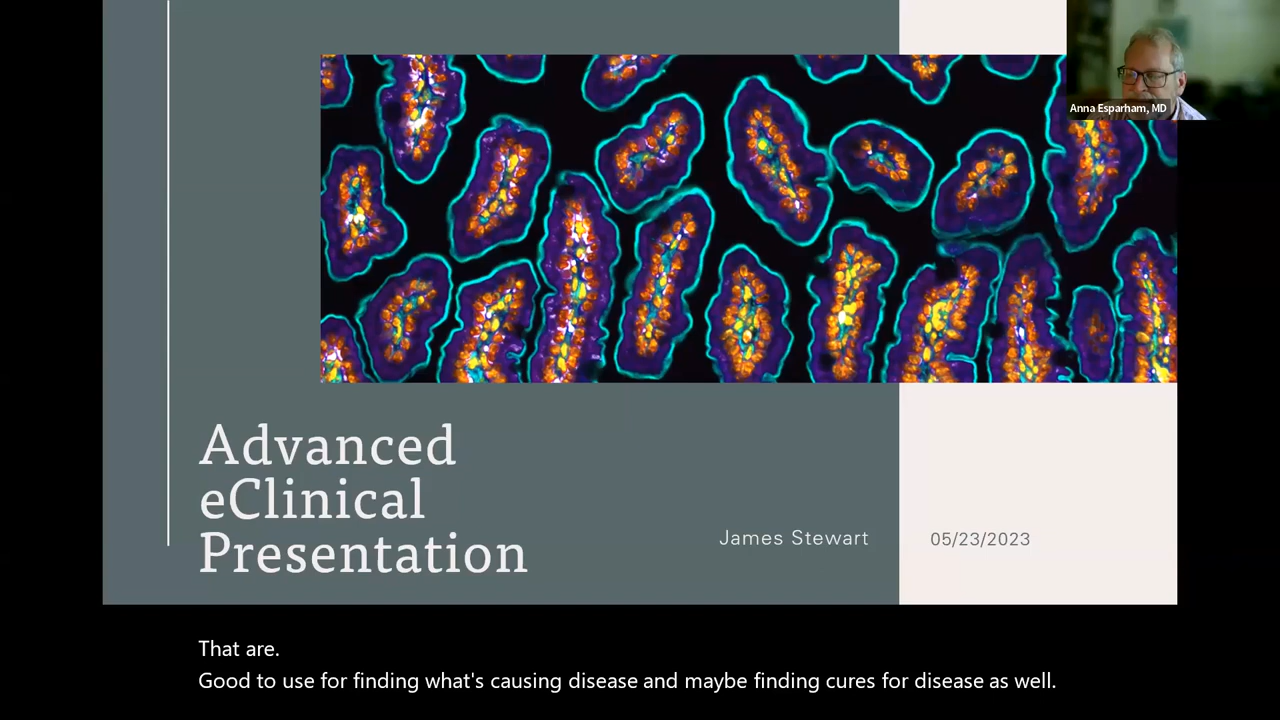 Anna Esparham, MD
Advanced
eClinical
Presentation
James Stewart
05/23/2023
That are.
Good to use for finding what's causing disease and maybe finding cures for disease as well.